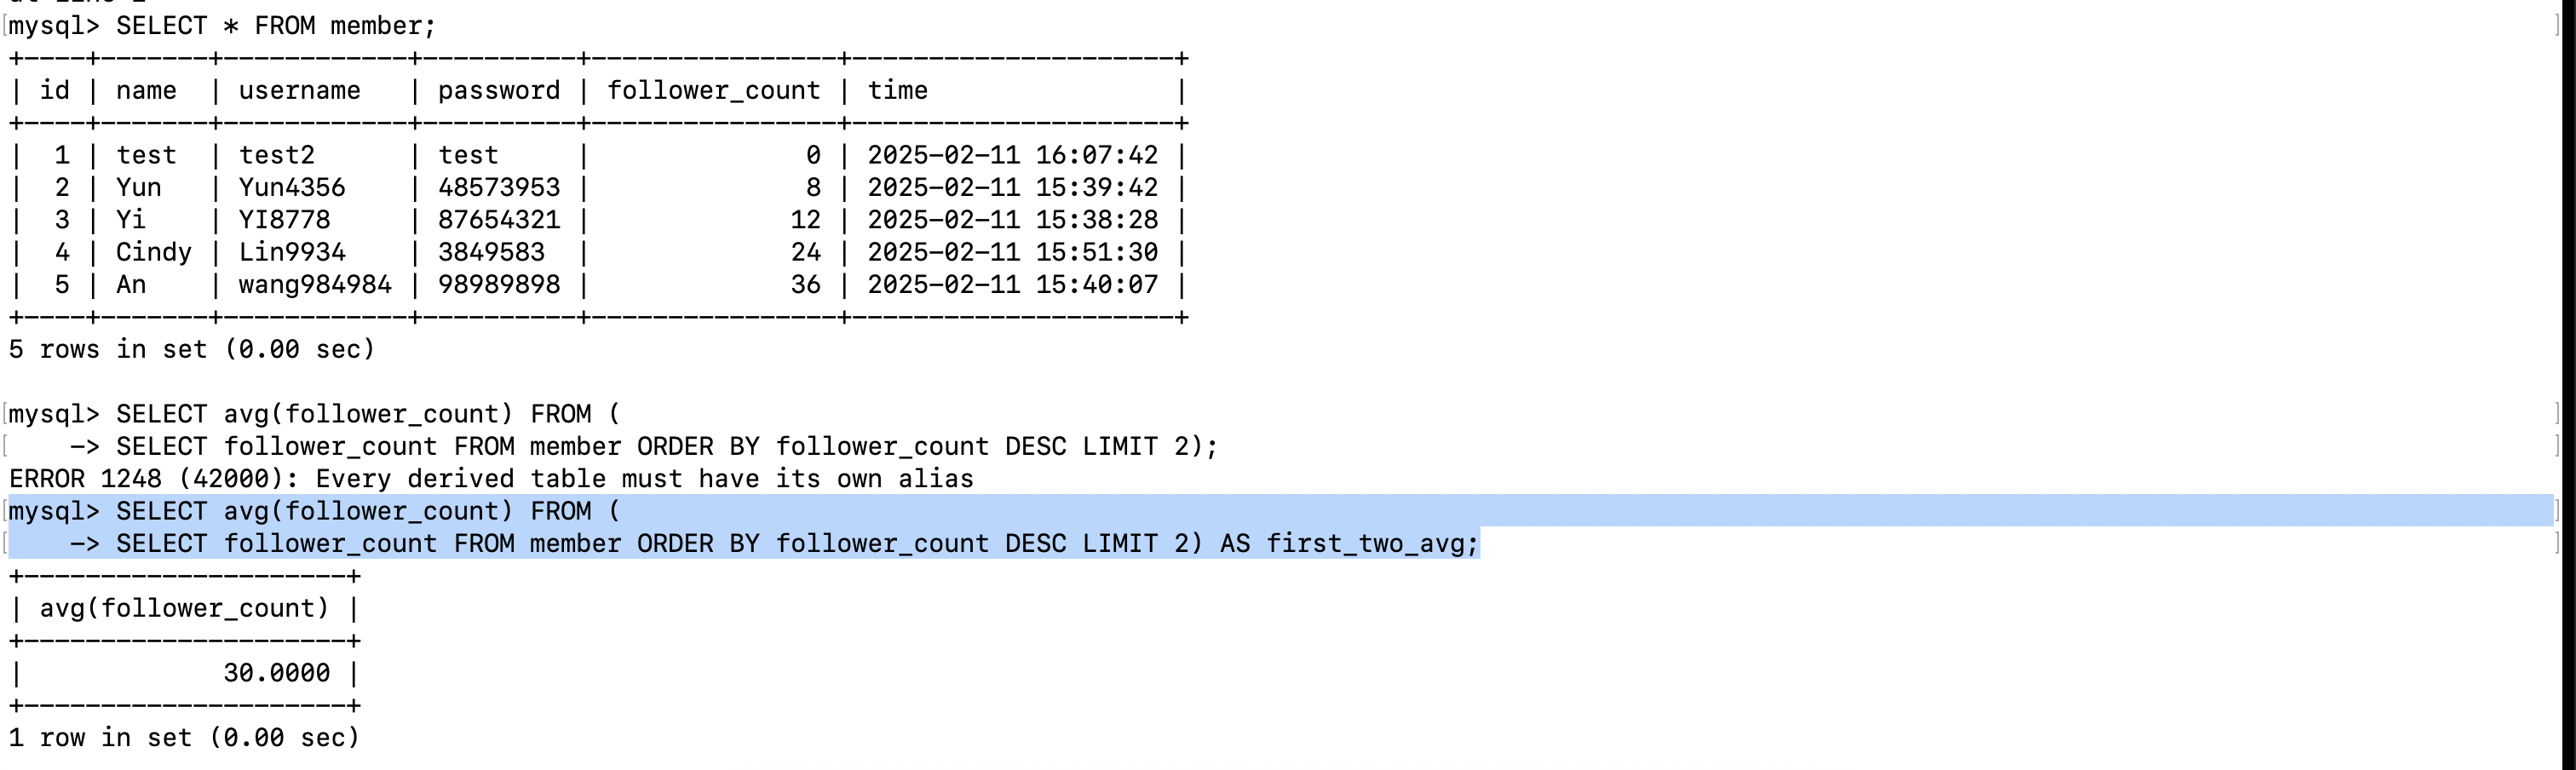 mysql> SELECT * FROM member;
+----+-------+------------+----------+----------------+---------------------+
| id | name  | username   | password | follower_count | time                |
+----+-------+------------+----------+----------------+---------------------+
|  1 | test  | test2      | test     |              0 | 2025-02-11 16:07:42 |
|  2 | Yun   | Yun4356    | 48573953 |              8 | 2025-02-11 15:39:42 |
|  3 | Yi    | YI8778     | 87654321 |             12 | 2025-02-11 15:38:28 |
|  4 | Cindy | Lin9934    | 3849583  |             24 | 2025-02-11 15:51:30 |
|  5 | An    | wang984984 | 98989898 |             36 | 2025-02-11 15:40:07 |
+----+-------+------------+----------+----------------+---------------------+
5 rows in set (0.00 sec)
mysql> SELECT avg(follower_count) FROM (
    -> SELECT follower_count FROM member ORDER BY follower_count DESC LIMIT 2);
ERROR 1248 (42000): Every derived table must have its own alias
mysql> SELECT avg(follower_count) FROM (
    -> SELECT follower_count FROM member ORDER BY follower_count DESC LIMIT 2) AS first_two_avg;
+---------------------+
| avg(follower_count) |
+---------------------+
|             30.0000 |
+---------------------+
1 row in set (0.00 sec)